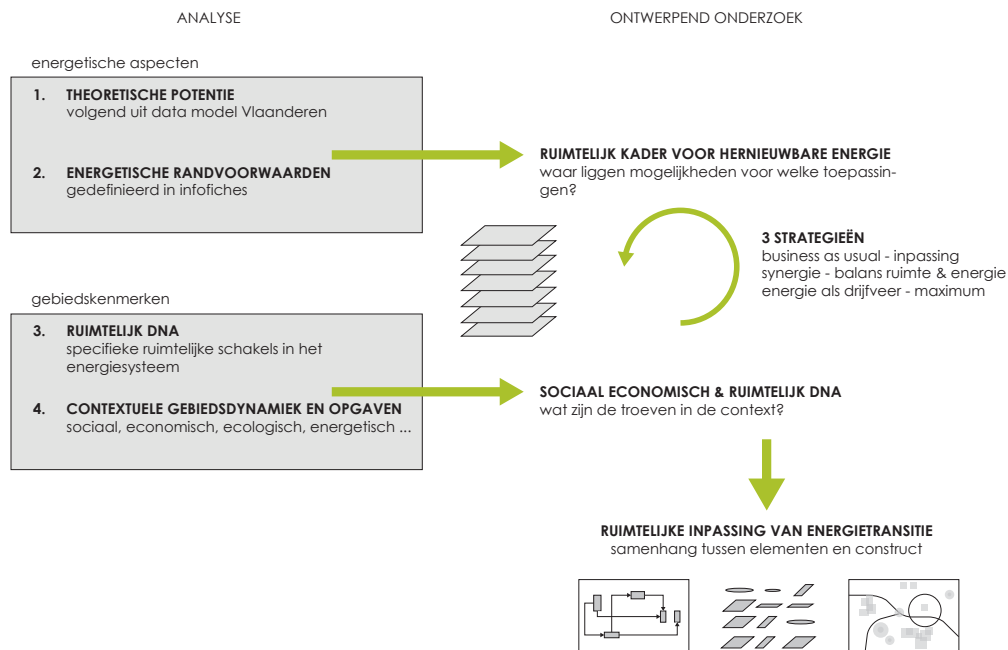 ANALYSE
ONTWERPEND ONDERZOEK
energetische aspecten
1. THEORETISCHE POTENTIE
volgend uit data model Vlaanderen
2. ENERGETISCHE RANDVOORWAARDEN
gedefinieerd in infofiches
RUIMTELIJK KADER VOOR HERNIEUWBARE ENERGIE
waar liggen mogelijkheden voor welke toepassin-
gen?
3 STRATEGIEËN
business as usual - inpassing
synergie - balans ruimte & energie
energie als drijfveer - maximum
gebiedskenmerken
3. RUIMTELIJK DNA
specifieke ruimtelijke schakels in het
energiesysteem
4. CONTEXTUELE GEBIEDSDYNAMIEK EN OPGAVEN
sociaal, economisch, ecologisch, energetisch ...
SOCIAAL ECONOMISCH & RUIMTELIJK DNA
wat zijn de troeven in de context?
RUIMTELIJKE INPASSING VAN ENERGIETRANSITIE
samenhang tussen elementen en construct